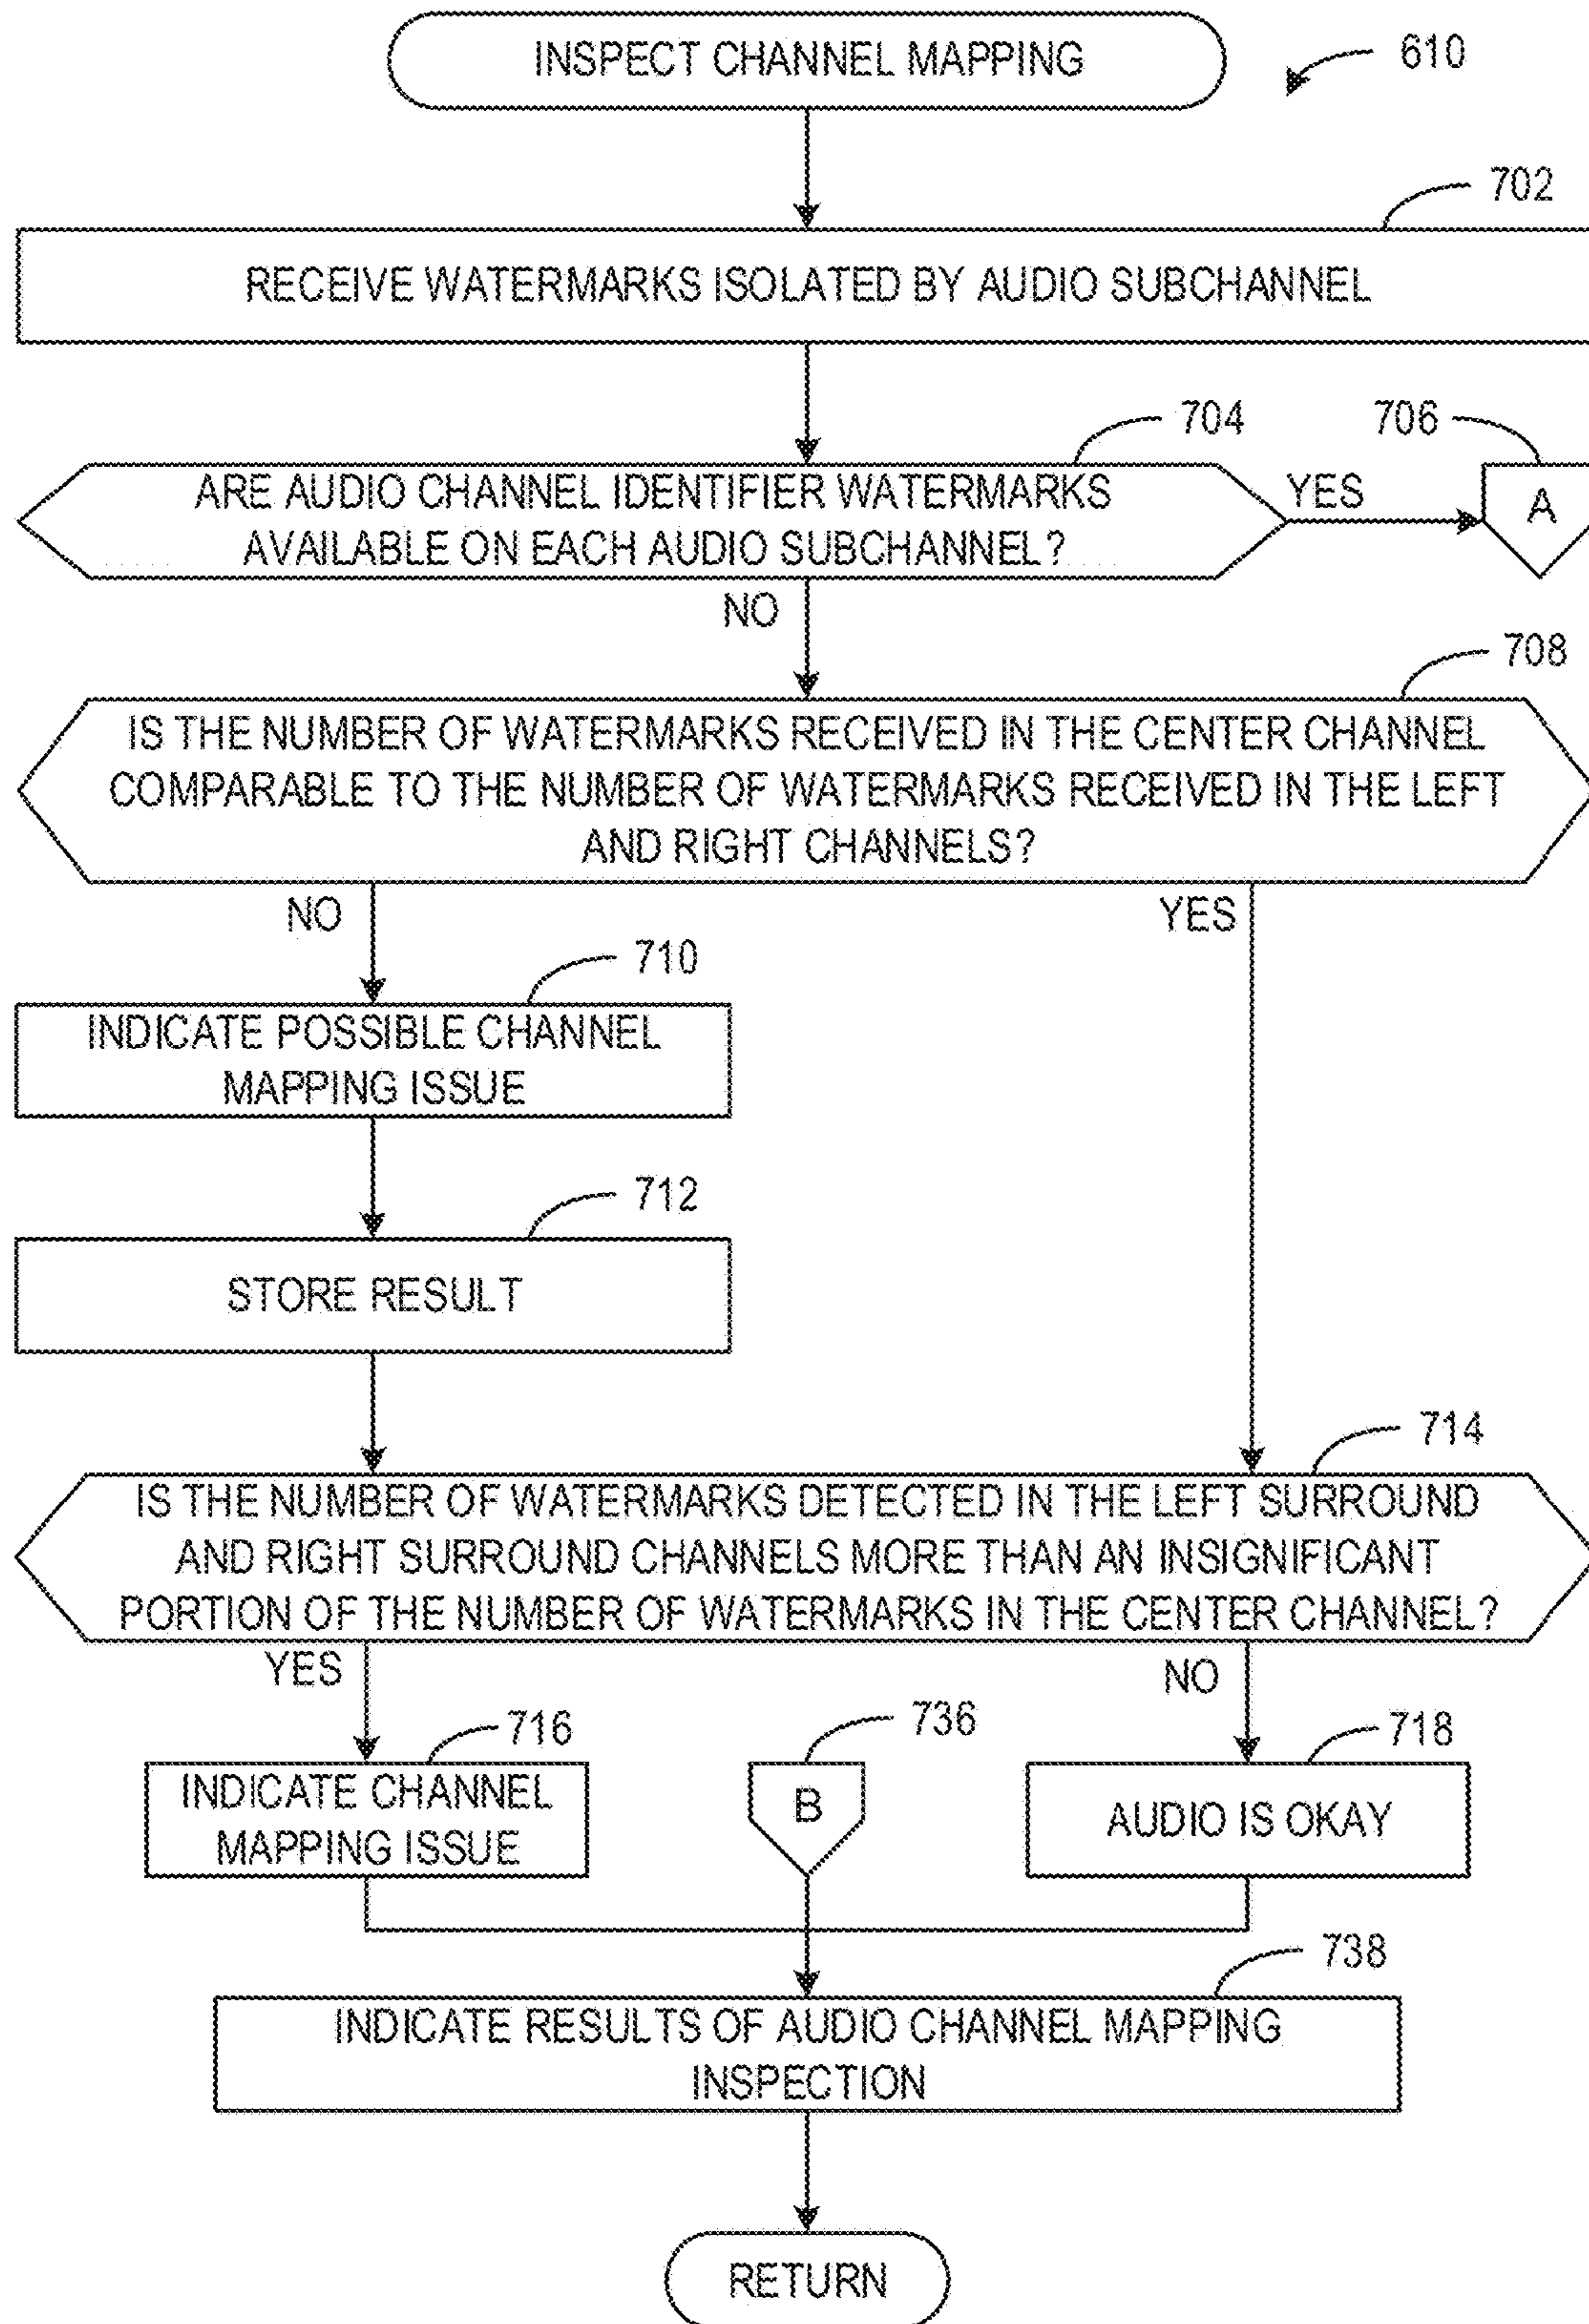 INSPECT CHANNEL MAPPING
610
702
RECEIVE WATERMARKS ISOLATED BY AUDIO SUBCHANNEL
704
706
ARE AUDIO CHANNEL IDENTIFIER WATERMARKS
AVAILABLE ON EACH AUDIO SUBCHANNEL?
YES
A
NO
708
IS THE NUMBER OF WATERMARKS RECEIVED IN THE CENTER CHANNEL
COMPARABLE TO THE NUMBER OF WATERMARKS RECEIVED IN THE LEFT
AND RIGHT CHANNELS?
NO
YES
710
INDICATE POSSIBLE CHANNEL
MAPPING ISSUE
712
STORE RESULT
714
IS THE NUMBER OF WATERMARKS DETECTED IN THE LEFT SURROUND
AND RIGHT SURROUND CHANNELS MORE THAN AN INSIGNIFICANT
PORTION OF THE NUMBER OF WATERMARKS IN THE CENTER CHANNEL?
YES
NO
716
736
718
INDICATE CHANNEL
MAPPING ISSUE
B
AUDIO IS OKAY
738
INDICATE RESULTS OF AUDIO CHANNEL MAPPING
INSPECTION
RETURN